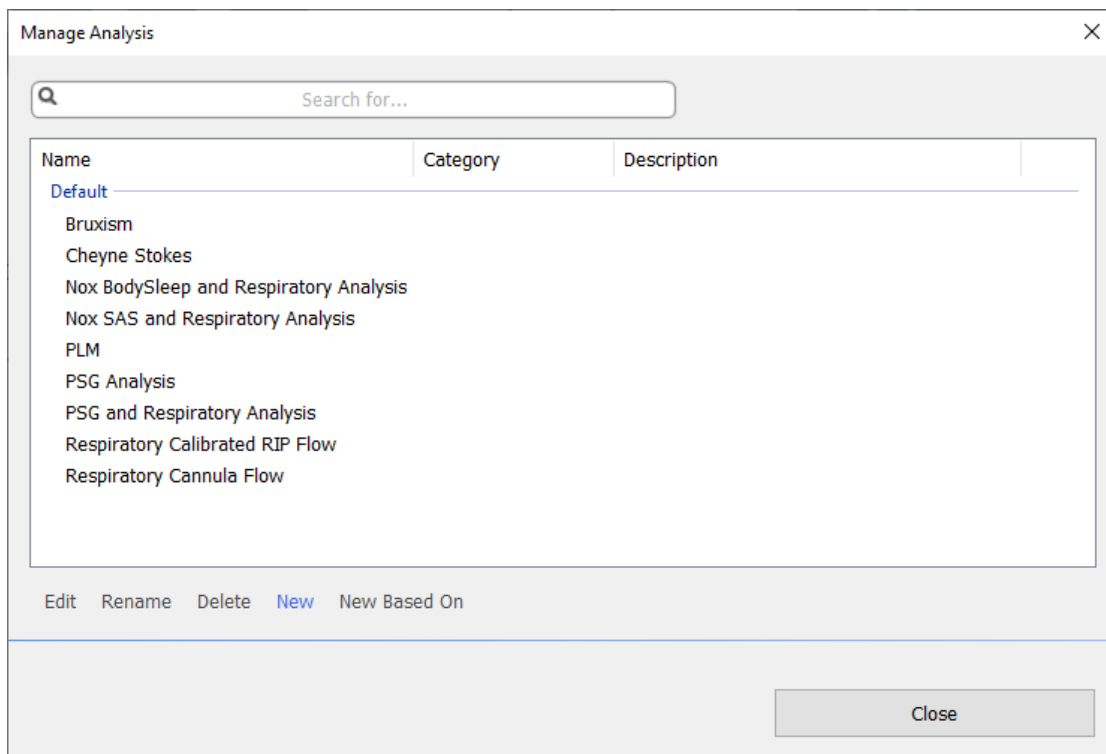 Manage Analysis
Search for...
Name Category Description
Default
Bruxism
Cheyne Stokes
Nox BodySleep and Respiratory Analysis
Nox SAS and Respiratory Analysis
PLM
PSG Analysis
PSG and Respiratory Analysis
Respiratory Calibrated RIP Flow
Respiratory Cannula Flow
Edit Rename Delete New New Based On
Close